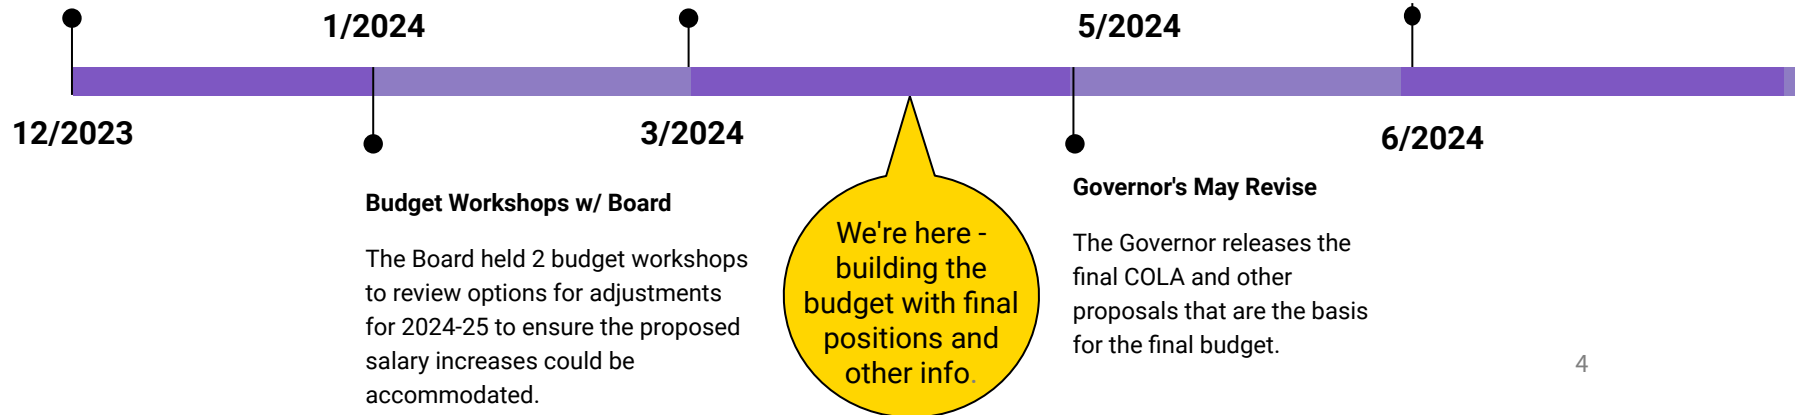 1/2024
5/2024
12/2023
3/2024
6/2024
Budget Workshops w/ Board
The Board held 2 budget workshops
to review options for adjustments
for 2024-25 to ensure the proposed
salary increases could be
accommodated.
We're here -
building the
budget with final
positions and
other info.
Governor's May Revise
The Governor releases the
final COLA and other
proposals that are the basis
for the final budget.
4